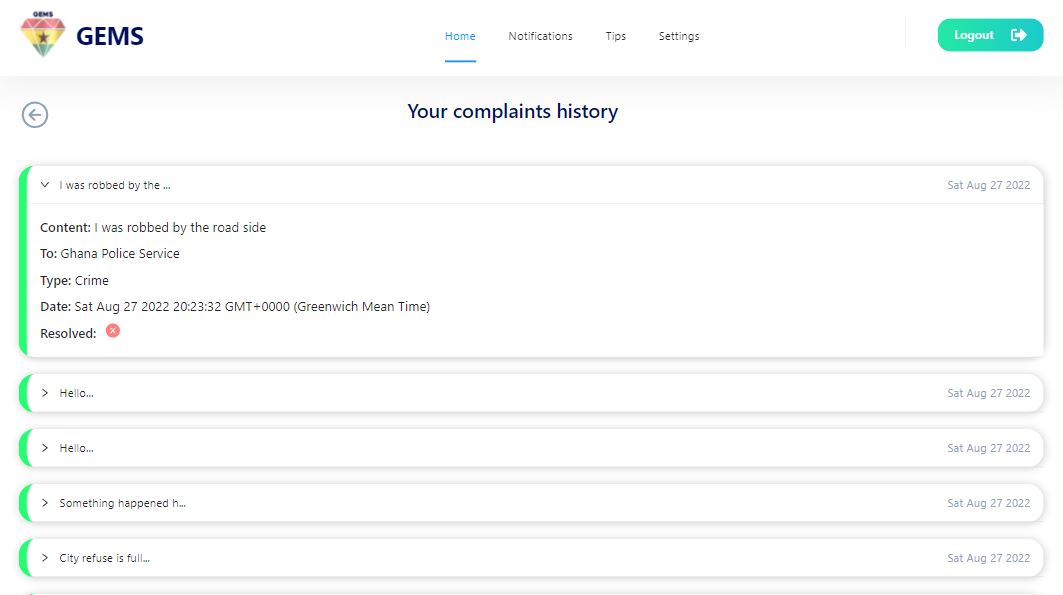 GEMS
GEMS
Home
Notifications
Tips
Settings
Logout
Your complaints history
I was robbed by the ...
Sat Aug 27 2022
Content: I was robbed by the road side
To: Ghana Police Service
Type: Crime
Date: Sat Aug 27 2022 20:23:32 GMT+0000 (Greenwich Mean Time)
Resolved:
Hello...
Sat Aug 27 2022
Hello...
Sat Aug 27 2022
Something happened h...
Sat Aug 27 2022
City refuse is full...
Sat Aug 27 2022